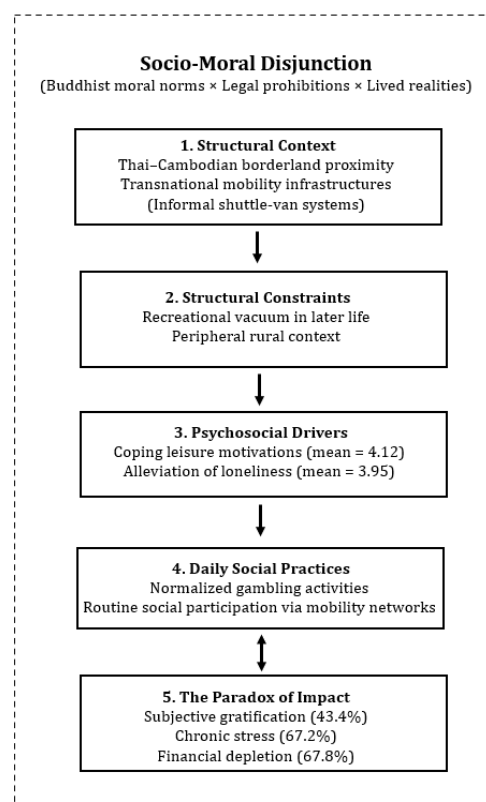 Socio-Moral Disjunction
(Buddhist moral norms × Legal prohibitions × Lived realities)
1. Structural Context
Thai–Cambodian borderland proximity
Transnational mobility infrastructures
(Informal shuttle-van systems)
2. Structural Constraints
Recreational vacuum in later life
Peripheral rural context
3. Psychosocial Drivers
Coping leisure motivations (mean = 4.12)
Alleviation of loneliness (mean = 3.95)
4. Daily Social Practices
Normalized gambling activities
Routine social participation via mobility networks
5. The Paradox of Impact
Subjective gratification (43.4%)
Chronic stress (67.2%)
Financial depletion (67.8%)